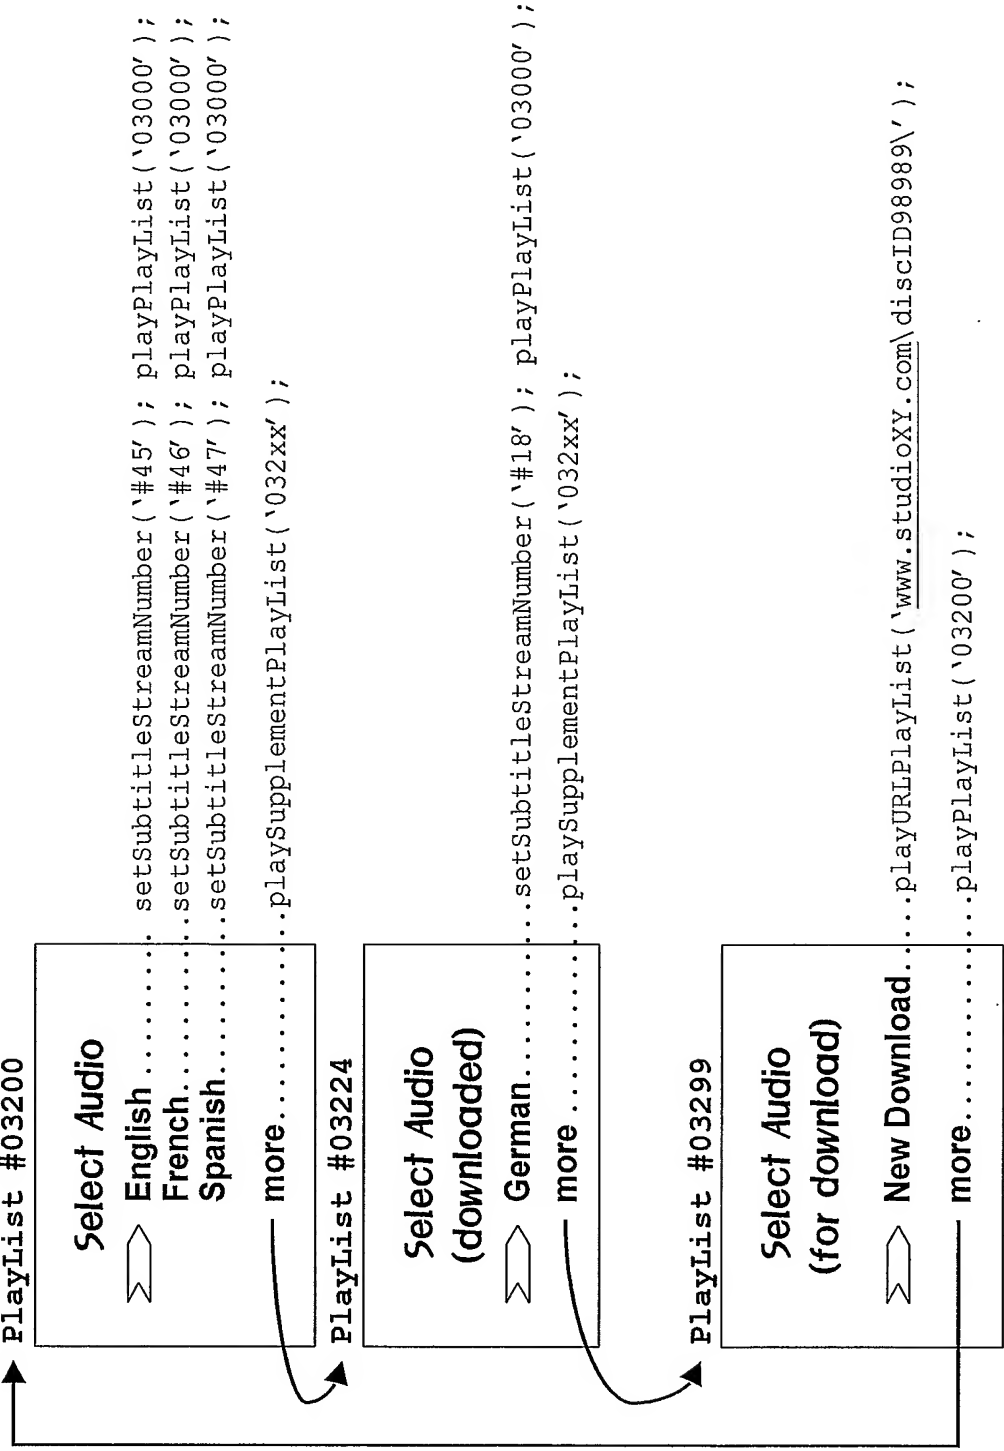 PlayList #03200
Select Audio
English ......... setSubtitleStreamNumber(‵#45′); playPlayList(‵03000′);
French...........setSubtitleStreamNumber(‵#46′); playPlayList(‵03000′);
Spanish..........setSubtitleStreamNumber(‵#47′); playPlayList(‵03000′);
more.............playSupplementPlayList(‵032xx′);
PlayList #03224
Select Audio
(downloaded)
German...........setSubtitleStreamNumber(‵#18′); playPlayList(‵03000′);
more.............playSupplementPlayList(‵032xx′);
PlayList #03299
Select Audio
(for download)
New Download.....playURLPlayList(‵www.studioXY.com\discID98989\′);
more.............playPlayList(‵03200′);